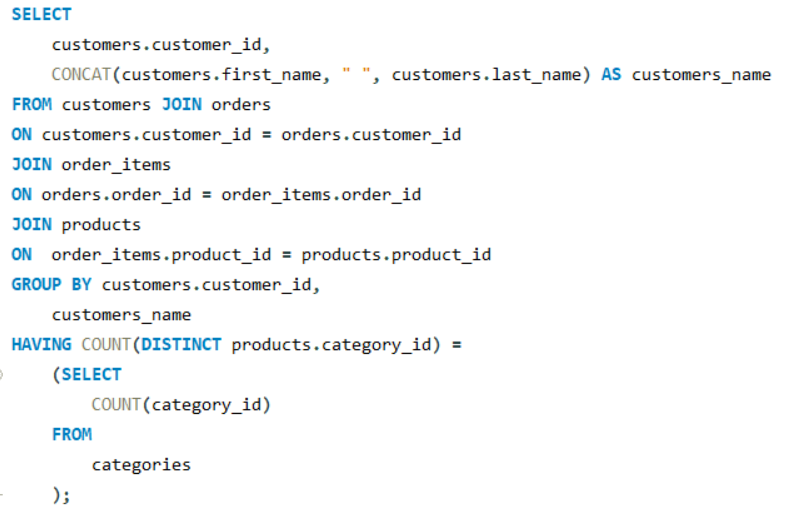 SELECT
customers.customer_id,
CONCAT(customers.first_name, " ", customers.last_name) AS customers_name
FROM customers JOIN orders
ON customers.customer_id = orders.customer_id
JOIN order_items
ON orders.order_id = order_items.order_id
JOIN products
ON  order_items.product_id = products.product_id
GROUP BY customers.customer_id,
customers_name
HAVING COUNT(DISTINCT products.category_id) =
(SELECT
COUNT(category_id)
FROM
categories
);